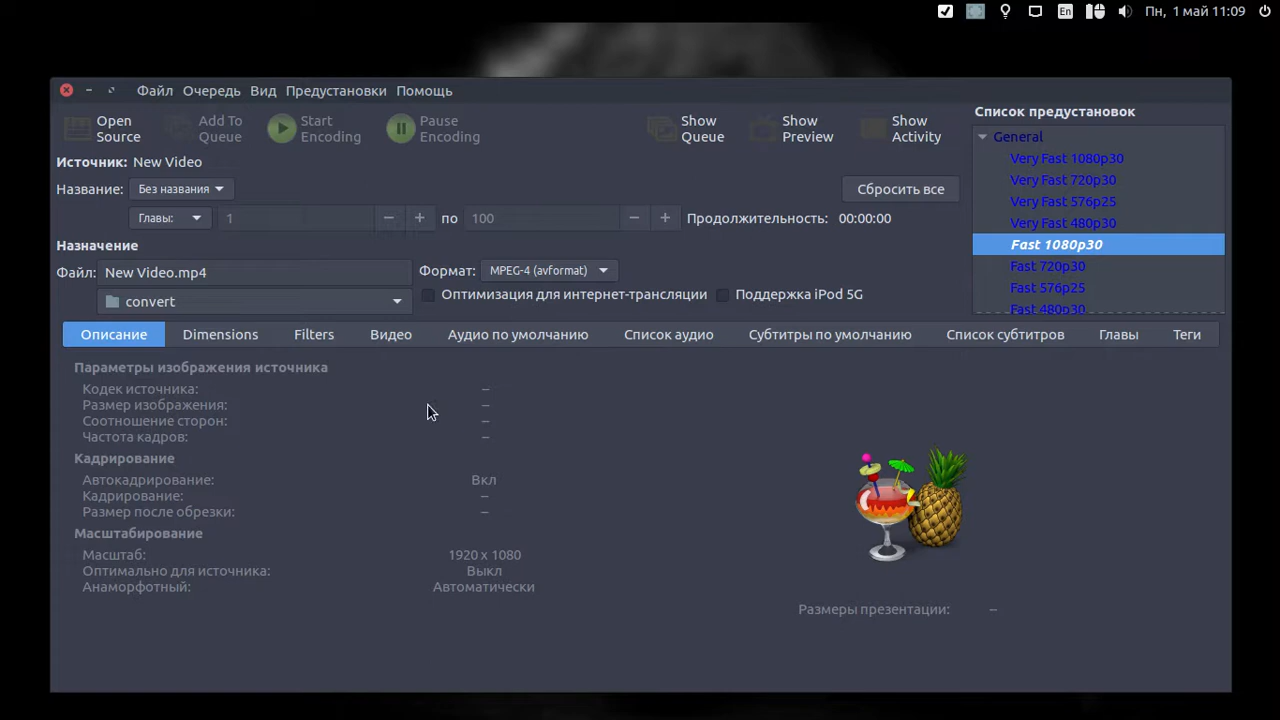 En
Пн, 1 май 11:09
Файл Очередь Вид Предустановки Помощь
Open Source
Add To Queue
Start Encoding
Pause Encoding
Show Queue
Show Preview
Show Activity
Источник: New Video
Название: Без названия
Сбросить все
Главы: 1 по 100 Продолжительность: 00:00:00
Назначение
Файл: New Video.mp4 Формат: MPEG-4 (avformat)
convert
Оптимизация для интернет-трансляции Поддержка iPod 5G
Список предустановок
General
Very Fast 1080p30
Very Fast 720p30
Very Fast 576p25
Very Fast 480p30
Fast 1080p30
Fast 720p30
Fast 576p25
Fast 480p30
Описание Dimensions Filters Видео Аудио по умолчанию Список аудио Субтитры по умолчанию Список субтитров Главы Теги
Параметры изображения источника
Кодек источника: –
Размер изображения: –
Соотношение сторон: –
Частота кадров: –
Кадрирование
Автокадрирование: Вкл
Кадрирование: –
Размер после обрезки: –
Масштабирование
Масштаб: 1920 x 1080
Оптимально для источника: Выкл
Анаморфотный: Автоматически
Размеры презентации: –